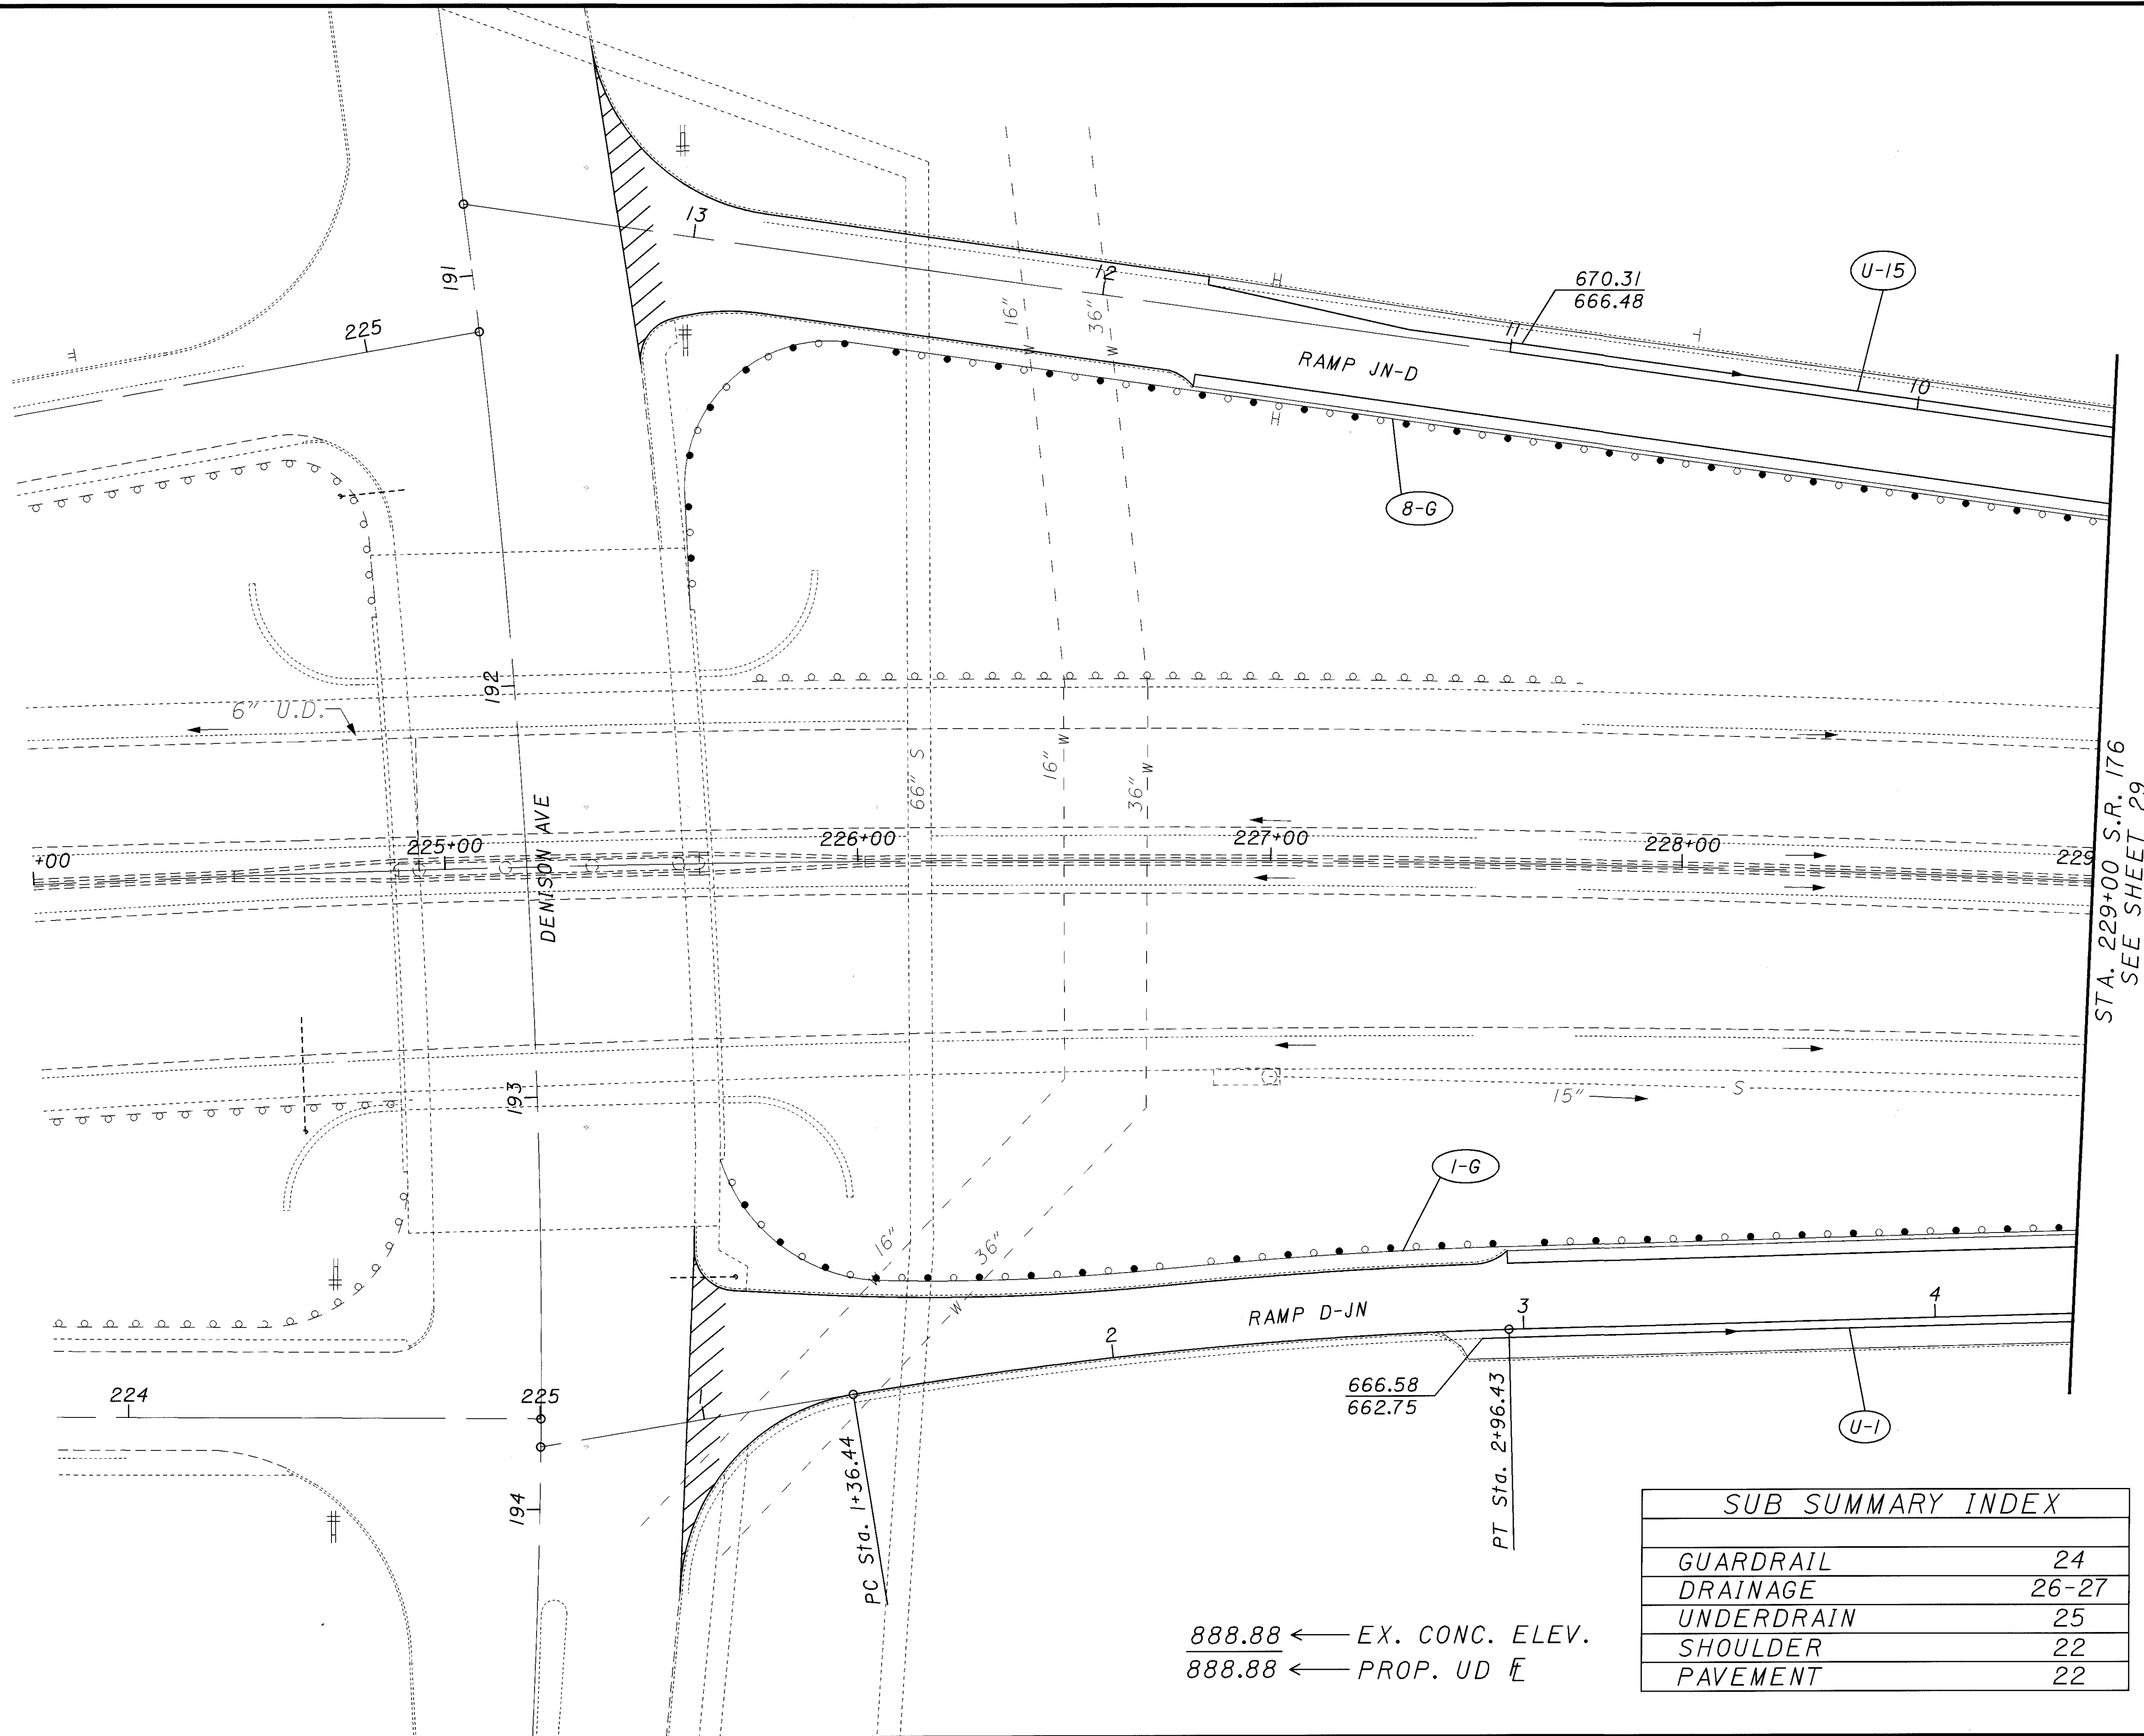 13
191
12
16"
36"
W
W
225
670.31
666.48
U-15
11
10
RAMP JN-D
8-G
192
6" U.D.
66" S
16"
W
36"
W
DENISON AVE
+00
225+00
226+00
227+00
228+00
229
STA. 229+00 S.R. 176
SEE SHEET 29
193
15"
S
1-G
16"
36"
W
RAMP D-JN
2
3
4
224
225
1
666.58
662.75
U-1
194
PC Sta. 1+36.44
PT Sta. 2+96.43
888.88 ← EX. CONC. ELEV.
888.88 ← PROP. UD
SUB SUMMARY INDEX
GUARDRAIL 24
DRAINAGE 26-27
UNDERDRAIN 25
SHOULDER 22
PAVEMENT 22